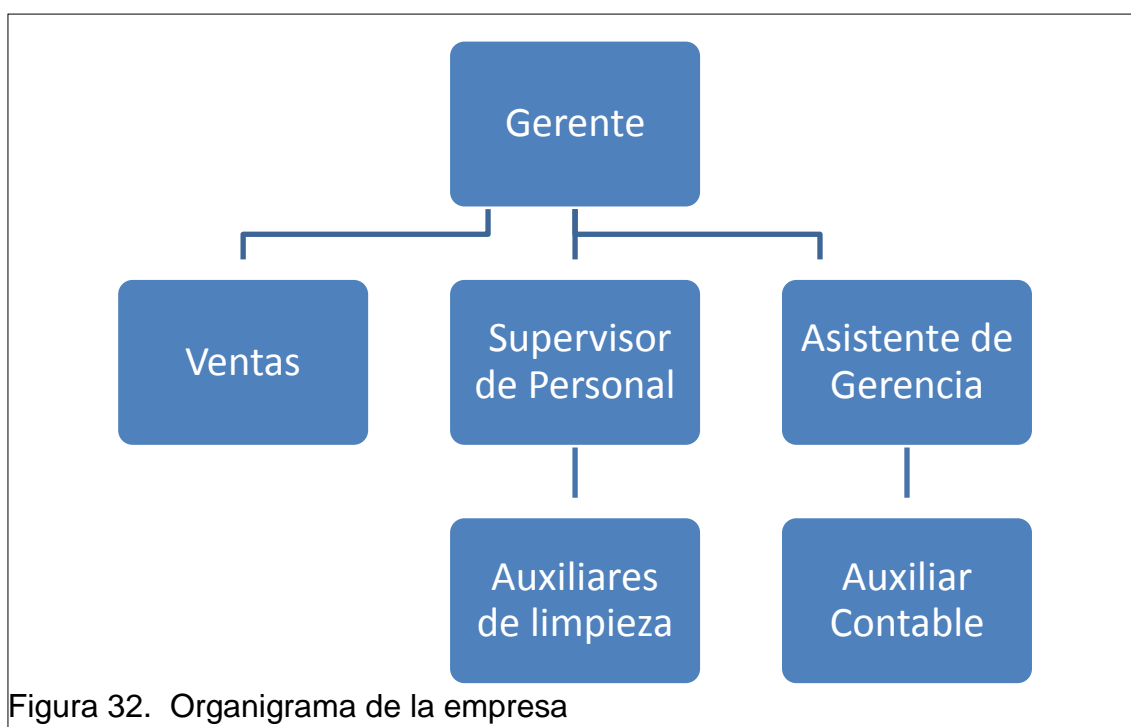 Gerente
Ventas
Supervisor
de Personal
Asistente de
Gerencia
Auxiliares
de limpieza
Auxiliar
Contable
Figura 32.  Organigrama de la empresa